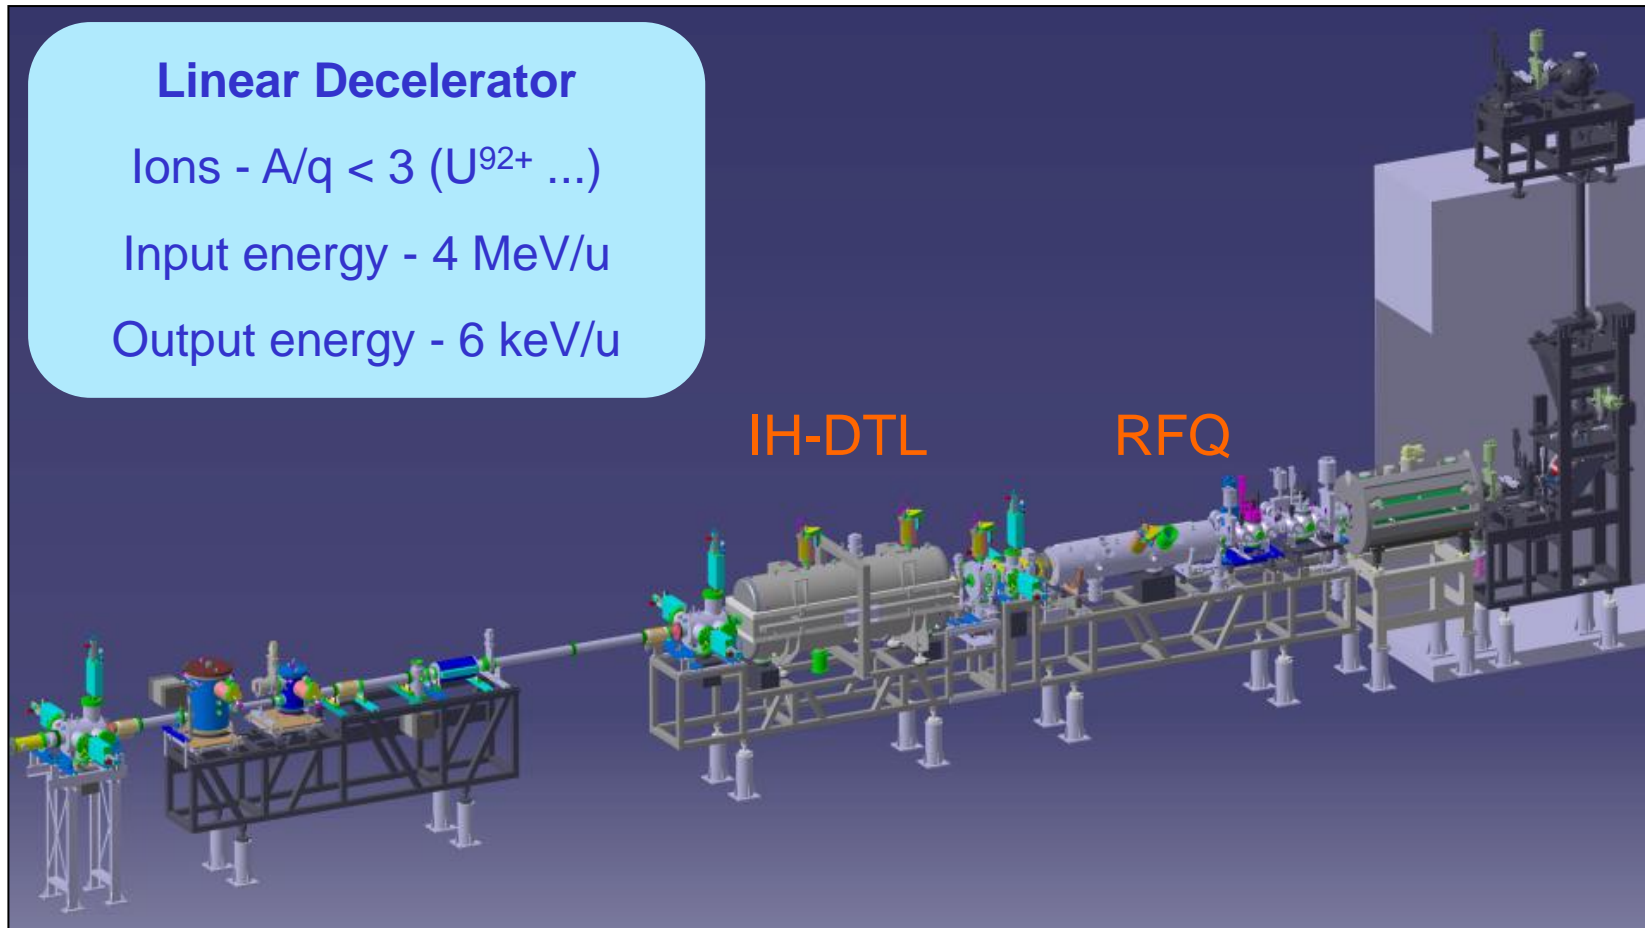 Linear Decelerator
Ions - A/q < 3 (U⁹²⁺ ...)
Input energy - 4 MeV/u
Output energy - 6 keV/u
IH-DTL RFQ